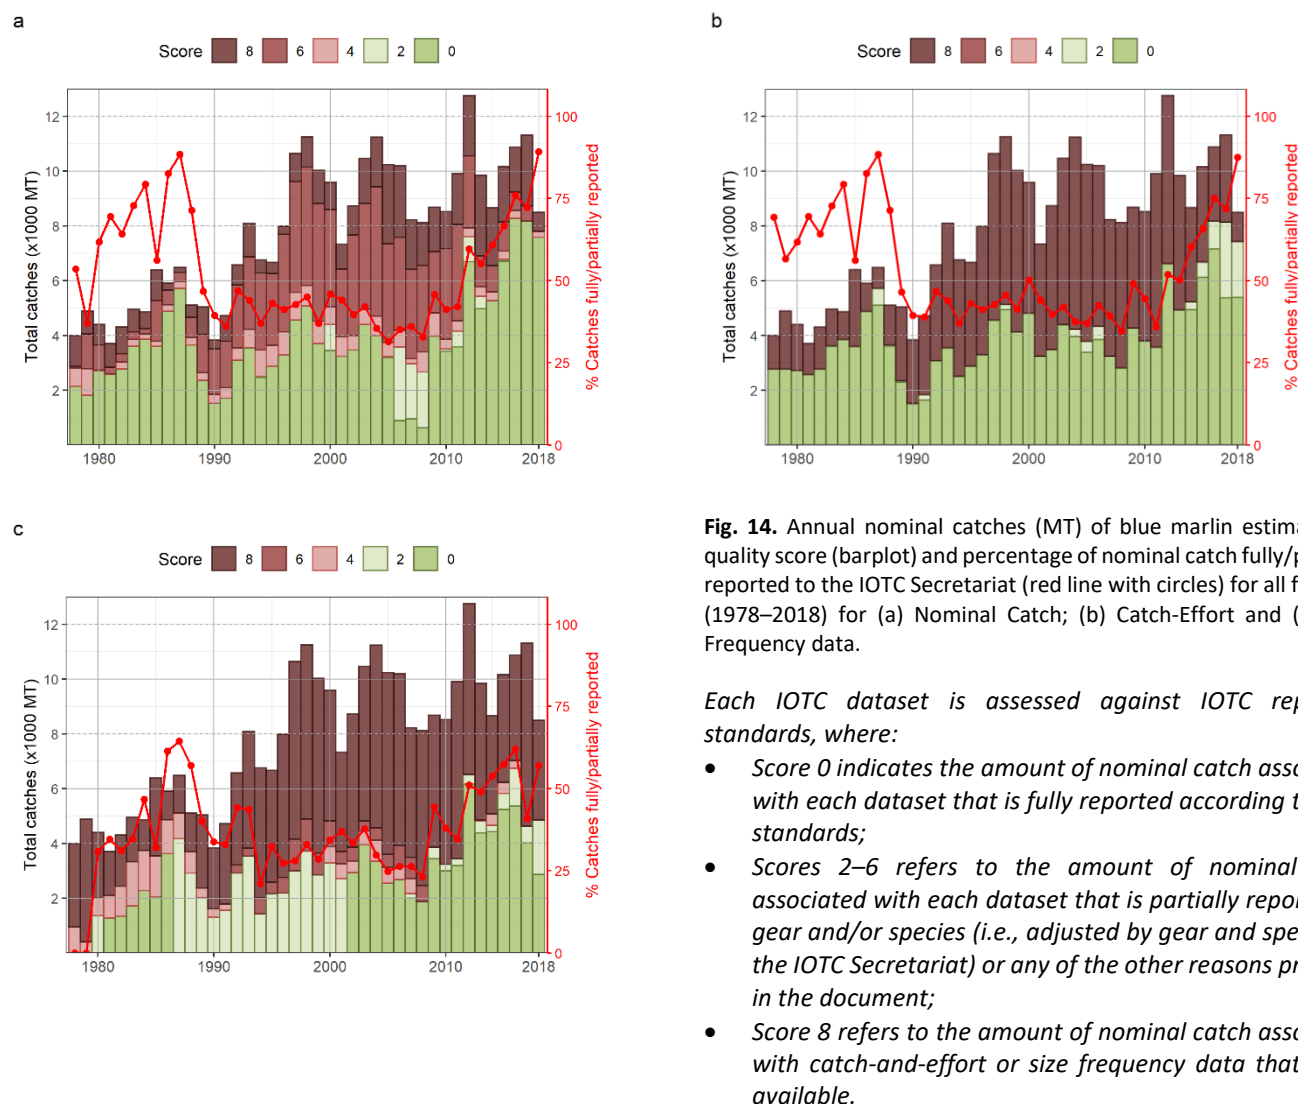 a
Score 8 6 4 2 0
Total catches (x1000 MT)
12
10
8
6
4
2
100
75
50
25
0
% Catches fully/partially reported
1980 1990 2000 2010 2018
b
Score 8 6 4 2 0
Total catches (x1000 MT)
12
10
8
6
4
2
100
75
50
25
0
% Catches fully/partially reported
1980 1990 2000 2010 2018
c
Score 8 6 4 2 0
Total catches (x1000 MT)
12
10
8
6
4
2
100
75
50
25
0
% Catches fully/partially reported
1980 1990 2000 2010 2018
Fig. 14. Annual nominal catches (MT) of blue marlin estima
quality score (barplot) and percentage of nominal catch fully/p
reported to the IOTC Secretariat (red line with circles) for all f
(1978–2018) for (a) Nominal Catch; (b) Catch-Effort and (
Frequency data.
Each IOTC dataset is assessed against IOTC rep
standards, where:
• Score 0 indicates the amount of nominal catch asso
with each dataset that is fully reported according t
standards;
• Scores 2–6 refers to the amount of nominal
associated with each dataset that is partially repor
gear and/or species (i.e., adjusted by gear and spe
the IOTC Secretariat) or any of the other reasons pr
in the document;
• Score 8 refers to the amount of nominal catch asso
with catch-and-effort or size frequency data that
available.